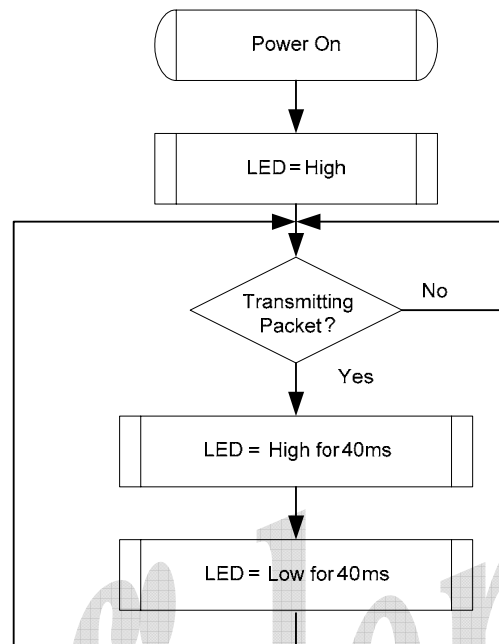 Power On
LED = High
Transmitting
Packet?
No
Yes
LED = High for 40ms
LED = Low for 40ms